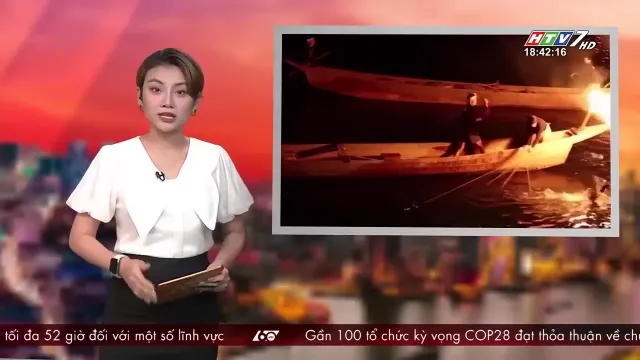 HTV7 HD
18:42:16
tối đa 52 giờ đối với một số lĩnh vực 60 Gần 100 tổ chức kỳ vọng COP28 đạt thỏa thuận về ch